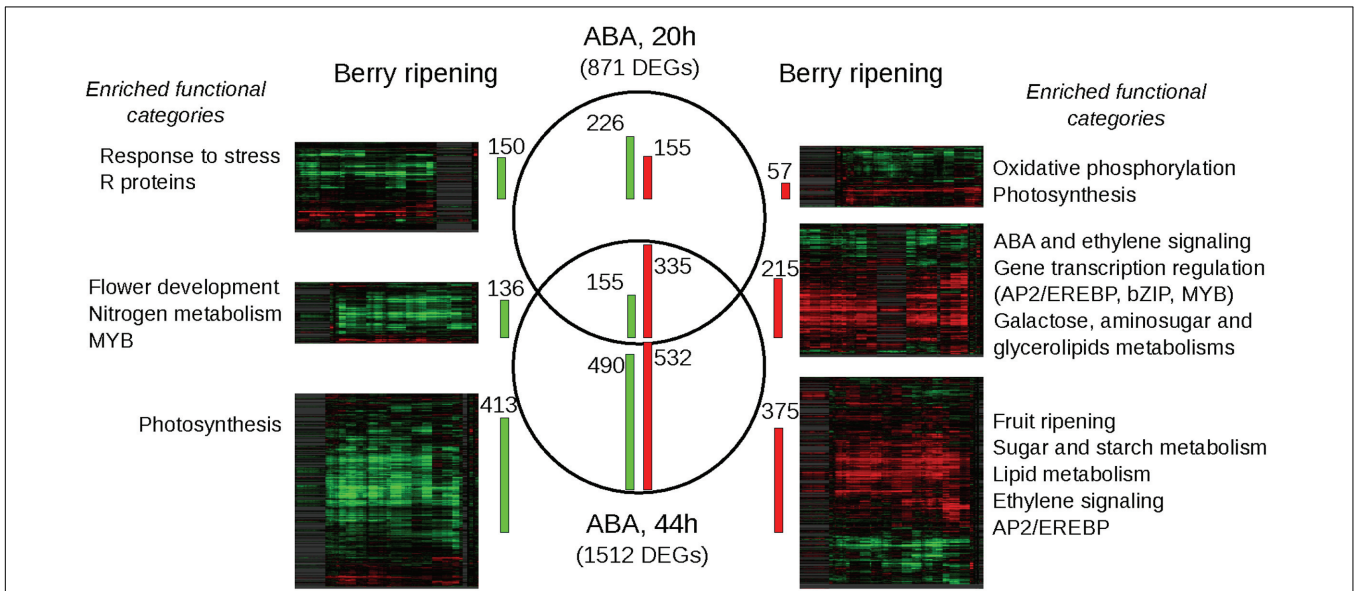 ABA, 20h
(871 DEGs)
Berry ripening
Berry ripening
Enriched functional
categories
Enriched functional
categories
Response to stress
R proteins
150
226
155
57
Oxidative phosphorylation
Photosynthesis
Flower development
Nitrogen metabolism
MYB
136
155
335
215
ABA and ethylene signaling
Gene transcription regulation
(AP2/EREBP, bZIP, MYB)
Galactose, aminosugar and
glycerolipids metabolisms
Photosynthesis
413
490
532
375
Fruit ripening
Sugar and starch metabolism
Lipid metabolism
Ethylene signaling
AP2/EREBP
ABA, 44h
(1512 DEGs)